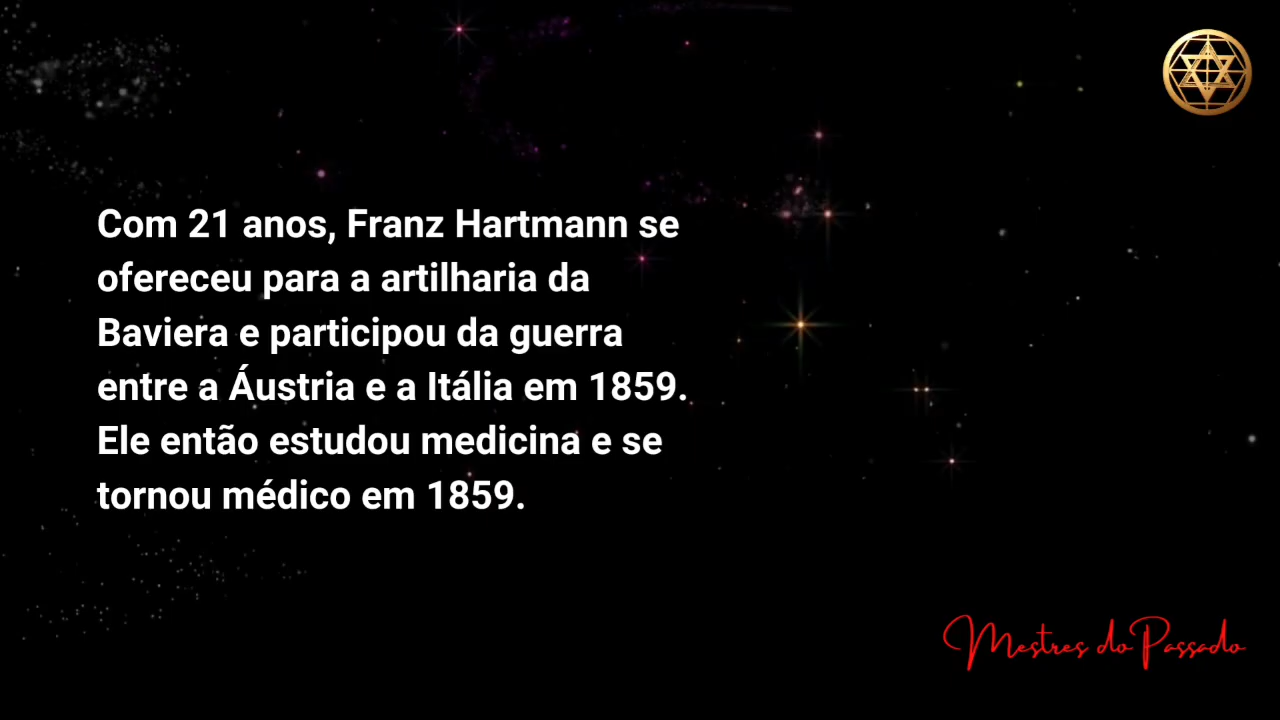 Com 21 anos, Franz Hartmann se
ofereceu para a artilharia da
Baviera e participou da guerra
entre a Áustria e a Itália em 1859.
Ele então estudou medicina e se
tornou médico em 1859.
Mestres do Passado